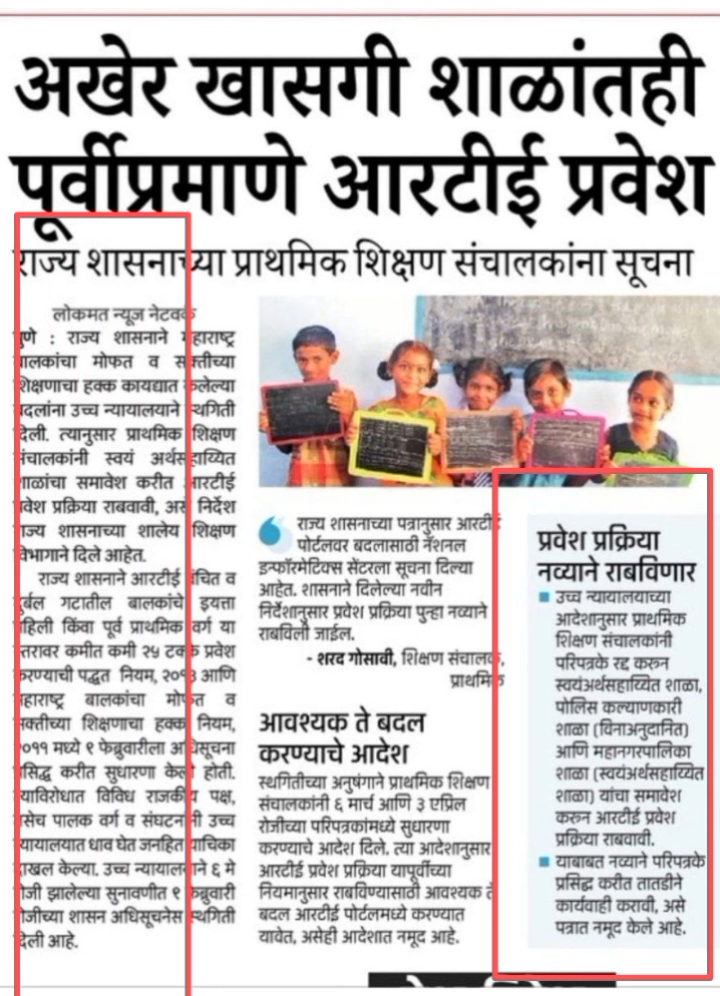 अखेर खासगी शाळांतही
पूर्वीप्रमाणे आरटीई प्रवेश
राज्य शासनाच्या प्राथमिक शिक्षण संचालकांना सूचना
लोकमत न्यूज नेटवर्क
पुणे : राज्य शासनाने महाराष्ट्र
बालकांचा मोफत व सक्तीच्या
शिक्षणाचा हक्क कायद्यात केलेल्या
बदलांना उच्च न्यायालयाने स्थगिती
दिली. त्यानुसार प्राथमिक शिक्षण
संचालकांनी स्वयं अर्थसहाय्यित
शाळांचा समावेश करीत आरटीई
प्रवेश प्रक्रिया राबवावी, असे निर्देश
राज्य शासनाच्या शालेय शिक्षण
विभागाने दिले आहेत.
राज्य शासनाने आरटीई वंचित व
दुर्बल गटातील बालकांचे इयत्ता
पहिली किंवा पूर्व प्राथमिक वर्ग या
स्तरावर कमीत कमी २५ टक्के प्रवेश
करण्याची पद्धत नियम, २०१३ आणि
महाराष्ट्र बालकांचा मोफत व
सक्तीच्या शिक्षणाचा हक्क नियम,
२०११ मध्ये ९ फेब्रुवारीला अधिसूचना
प्रसिद्ध करीत सुधारणा केली होती.
त्याविरोधात विविध राजकीय पक्ष,
तसेच पालक वर्ग व संघटनांनी उच्च
न्यायालयात धाव घेत जनहित याचिका
दाखल केल्या. उच्च न्यायालयाने ६ मे
रोजी झालेल्या सुनावणीत ९ फेब्रुवारी
रोजीच्या शासन अधिसूचनेस स्थगिती
दिली आहे.
राज्य शासनाच्या पत्रानुसार आरटीई
पोर्टलवर बदलासाठी नॅशनल
इन्फॉरमेटिक्स सेंटरला सूचना दिल्या
आहेत. शासनाने दिलेल्या नवीन
निर्देशानुसार प्रवेश प्रक्रिया पुन्हा नव्याने
राबविली जाईल.
- शरद गोसावी, शिक्षण संचालक,
प्राथमिक
आवश्यक ते बदल
करण्याचे आदेश
स्थगितीच्या अनुषंगाने प्राथमिक शिक्षण
संचालकांनी ६ मार्च आणि ३ एप्रिल
रोजीच्या परिपत्रकांमध्ये सुधारणा
करण्याचे आदेश दिले. त्या आदेशानुसार
आरटीई प्रवेश प्रक्रिया यापूर्वीच्या
नियमानुसार राबविण्यासाठी आवश्यक ते
बदल आरटीई पोर्टलमध्ये करण्यात
यावेत, असेही आदेशात नमूद आहे.
प्रवेश प्रक्रिया
नव्याने राबविणार
■ उच्च न्यायालयाच्या
आदेशानुसार प्राथमिक
शिक्षण संचालकांनी
परिपत्रके रद्द करून
स्वयंअर्थसहाय्यित शाळा,
पोलिस कल्याणकारी
शाळा (विनाअनुदानित)
आणि महानगरपालिका
शाळा (स्वयंअर्थसहाय्यित
शाळा) यांचा समावेश
करून आरटीई प्रवेश
प्रक्रिया राबवावी.
■ याबाबत नव्याने परिपत्रके
प्रसिद्ध करीत तातडीने
कार्यवाही करावी, असे
पत्रात नमूद केले आहे.